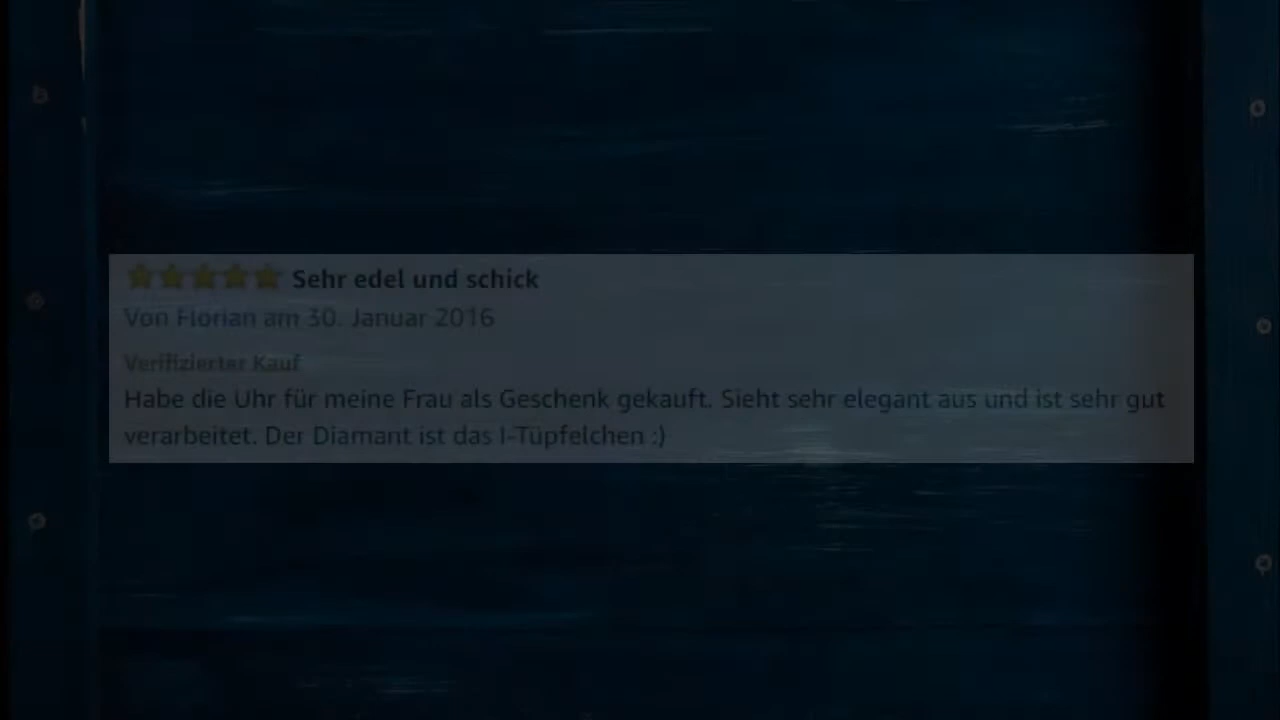 Sehr edel und schick
Von Florian am 30. Januar 2016
Verifizierter Kauf
Habe die Uhr für meine Frau als Geschenk gekauft. Sieht sehr elegant aus und ist sehr gut
verarbeitet. Der Diamant ist das I-Tüpfelchen :)